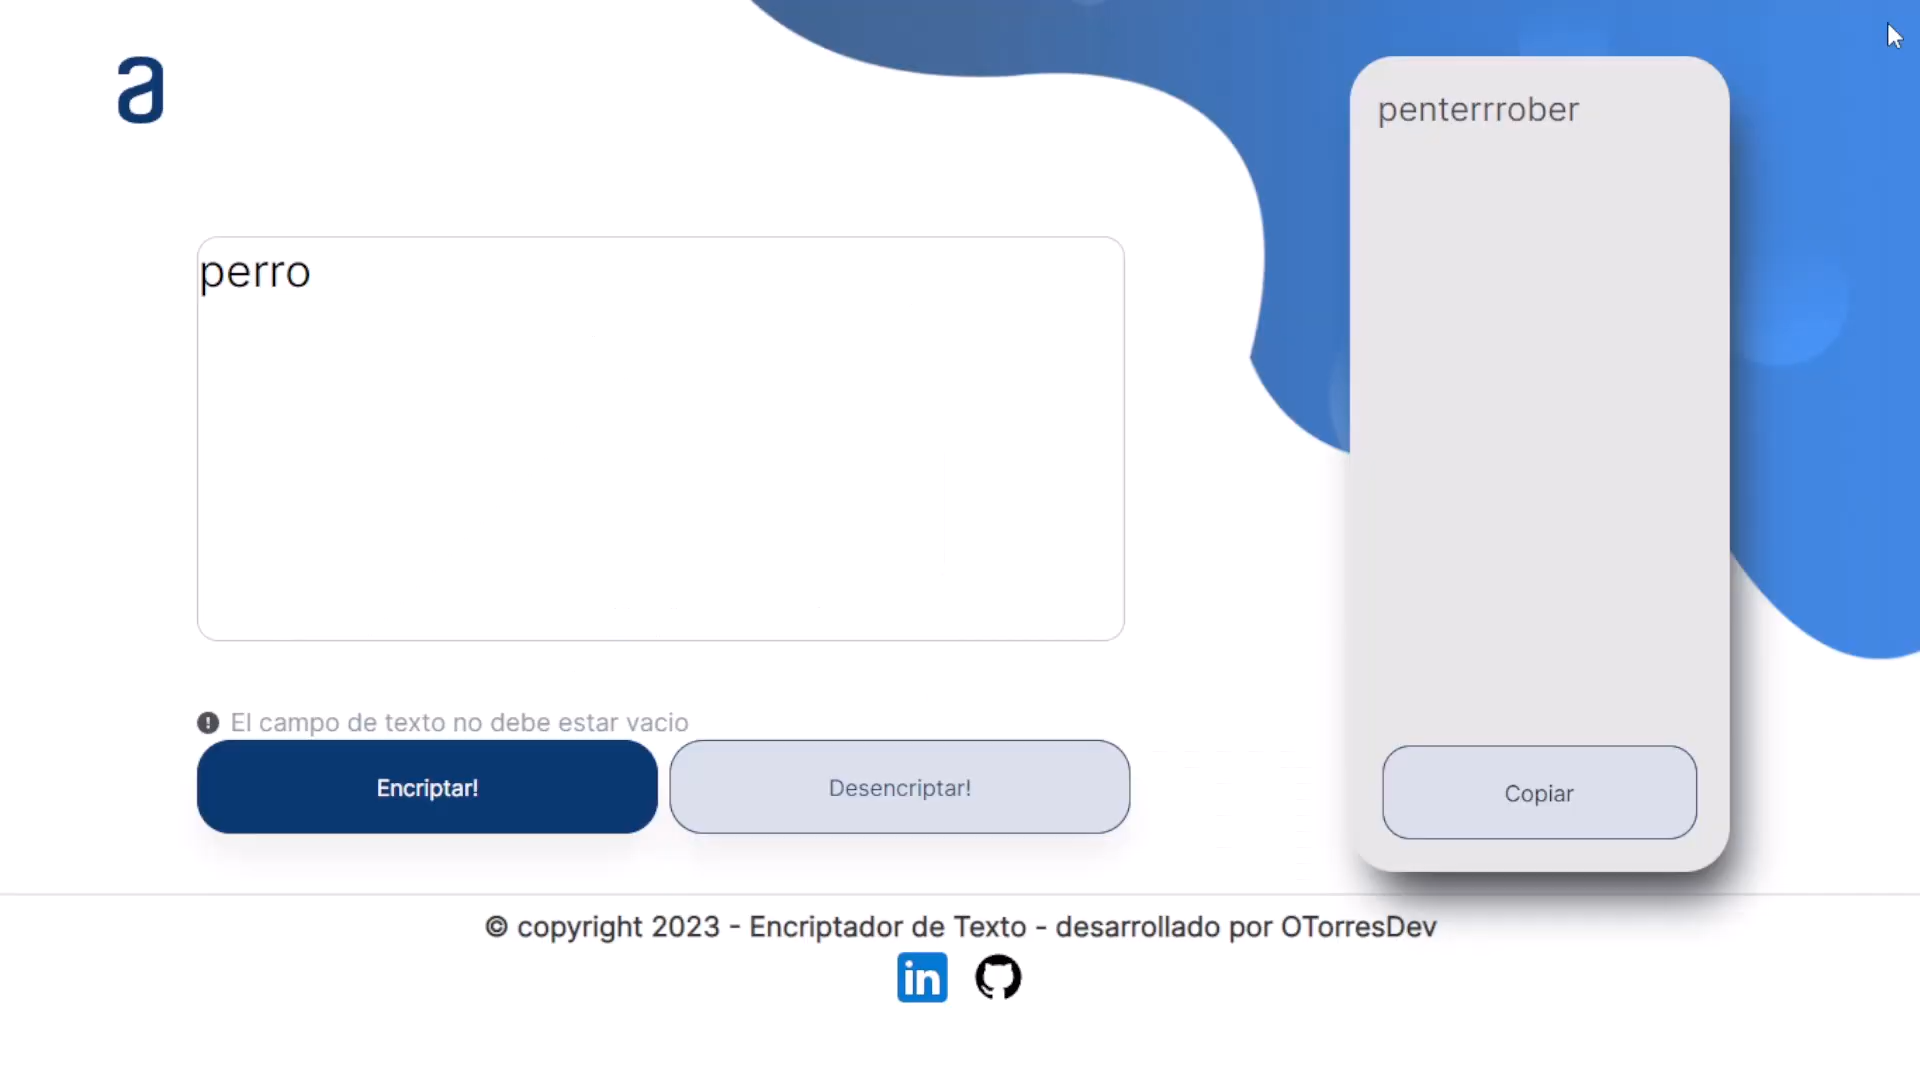 a
perro
El campo de texto no debe estar vacio
Encriptar!
Desencriptar!
penterrrober
Copiar
© copyright 2023 - Encriptador de Texto - desarrollado por OTorresDev
in